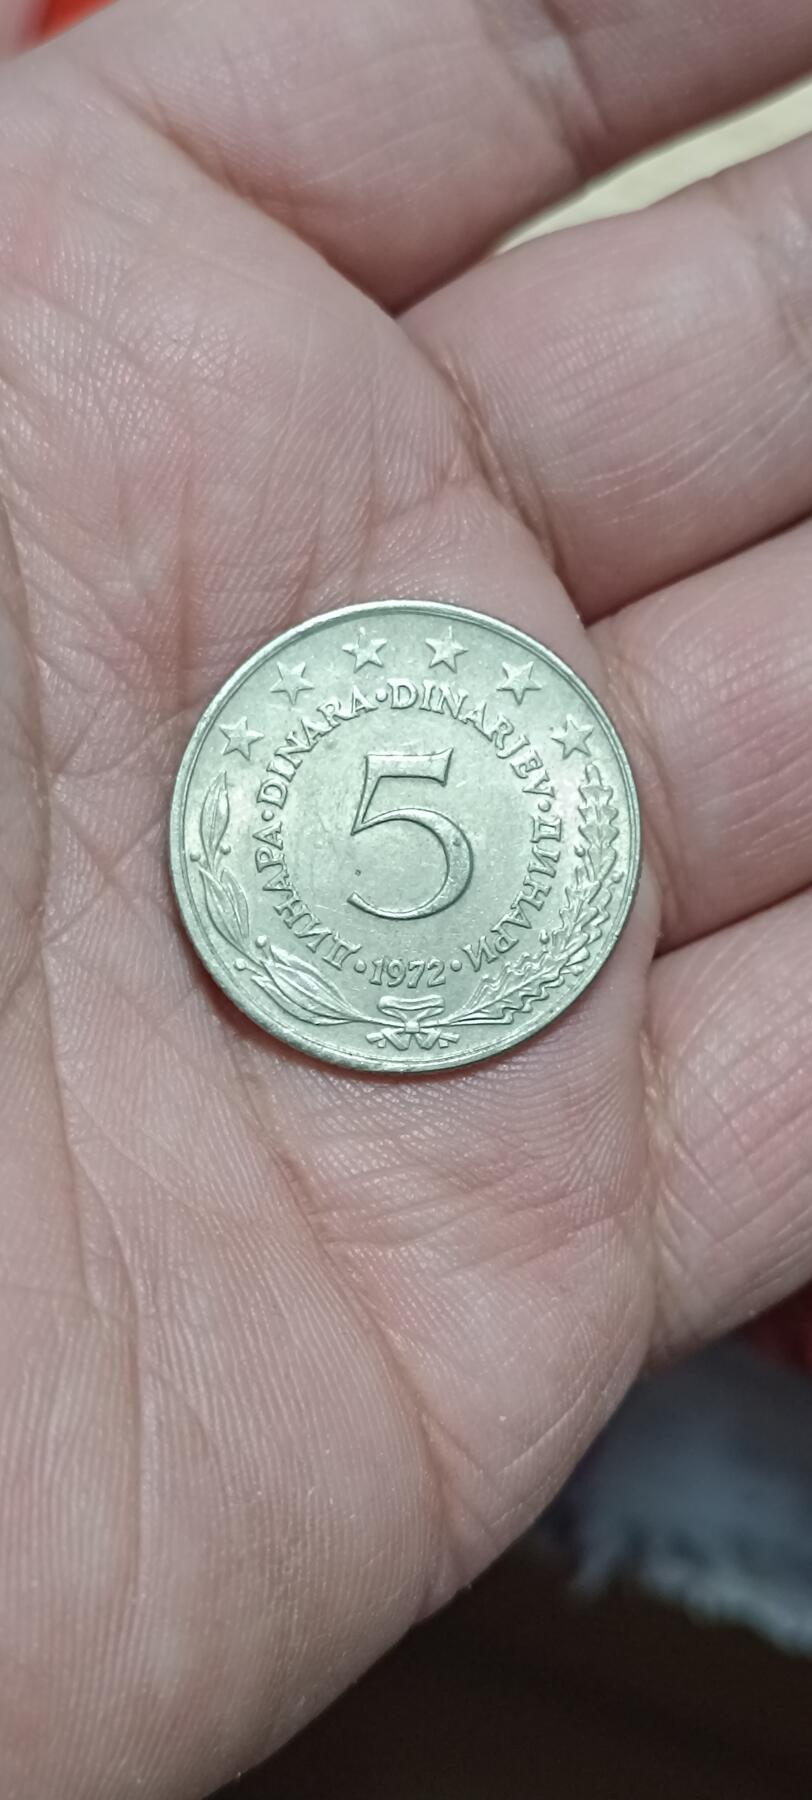 ДИНАРА · DINARA · DINARJEV · ДИНАРИ
5
· 1972 ·